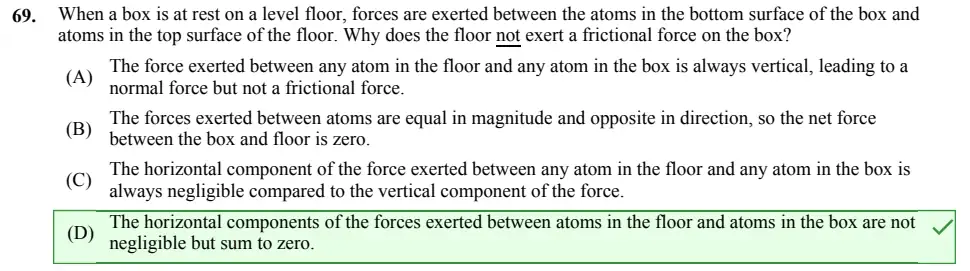 69. When a box is at rest on a level floor, forces are exerted between the atoms in the bottom surface of the box and
atoms in the top surface of the floor. Why does the floor not exert a frictional force on the box?
(A) The force exerted between any atom in the floor and any atom in the box is always vertical, leading to a
normal force but not a frictional force.
(B) The forces exerted between atoms are equal in magnitude and opposite in direction, so the net force
between the box and floor is zero.
(C) The horizontal component of the force exerted between any atom in the floor and any atom in the box is
always negligible compared to the vertical component of the force.
(D) The horizontal components of the forces exerted between atoms in the floor and atoms in the box are not
negligible but sum to zero.